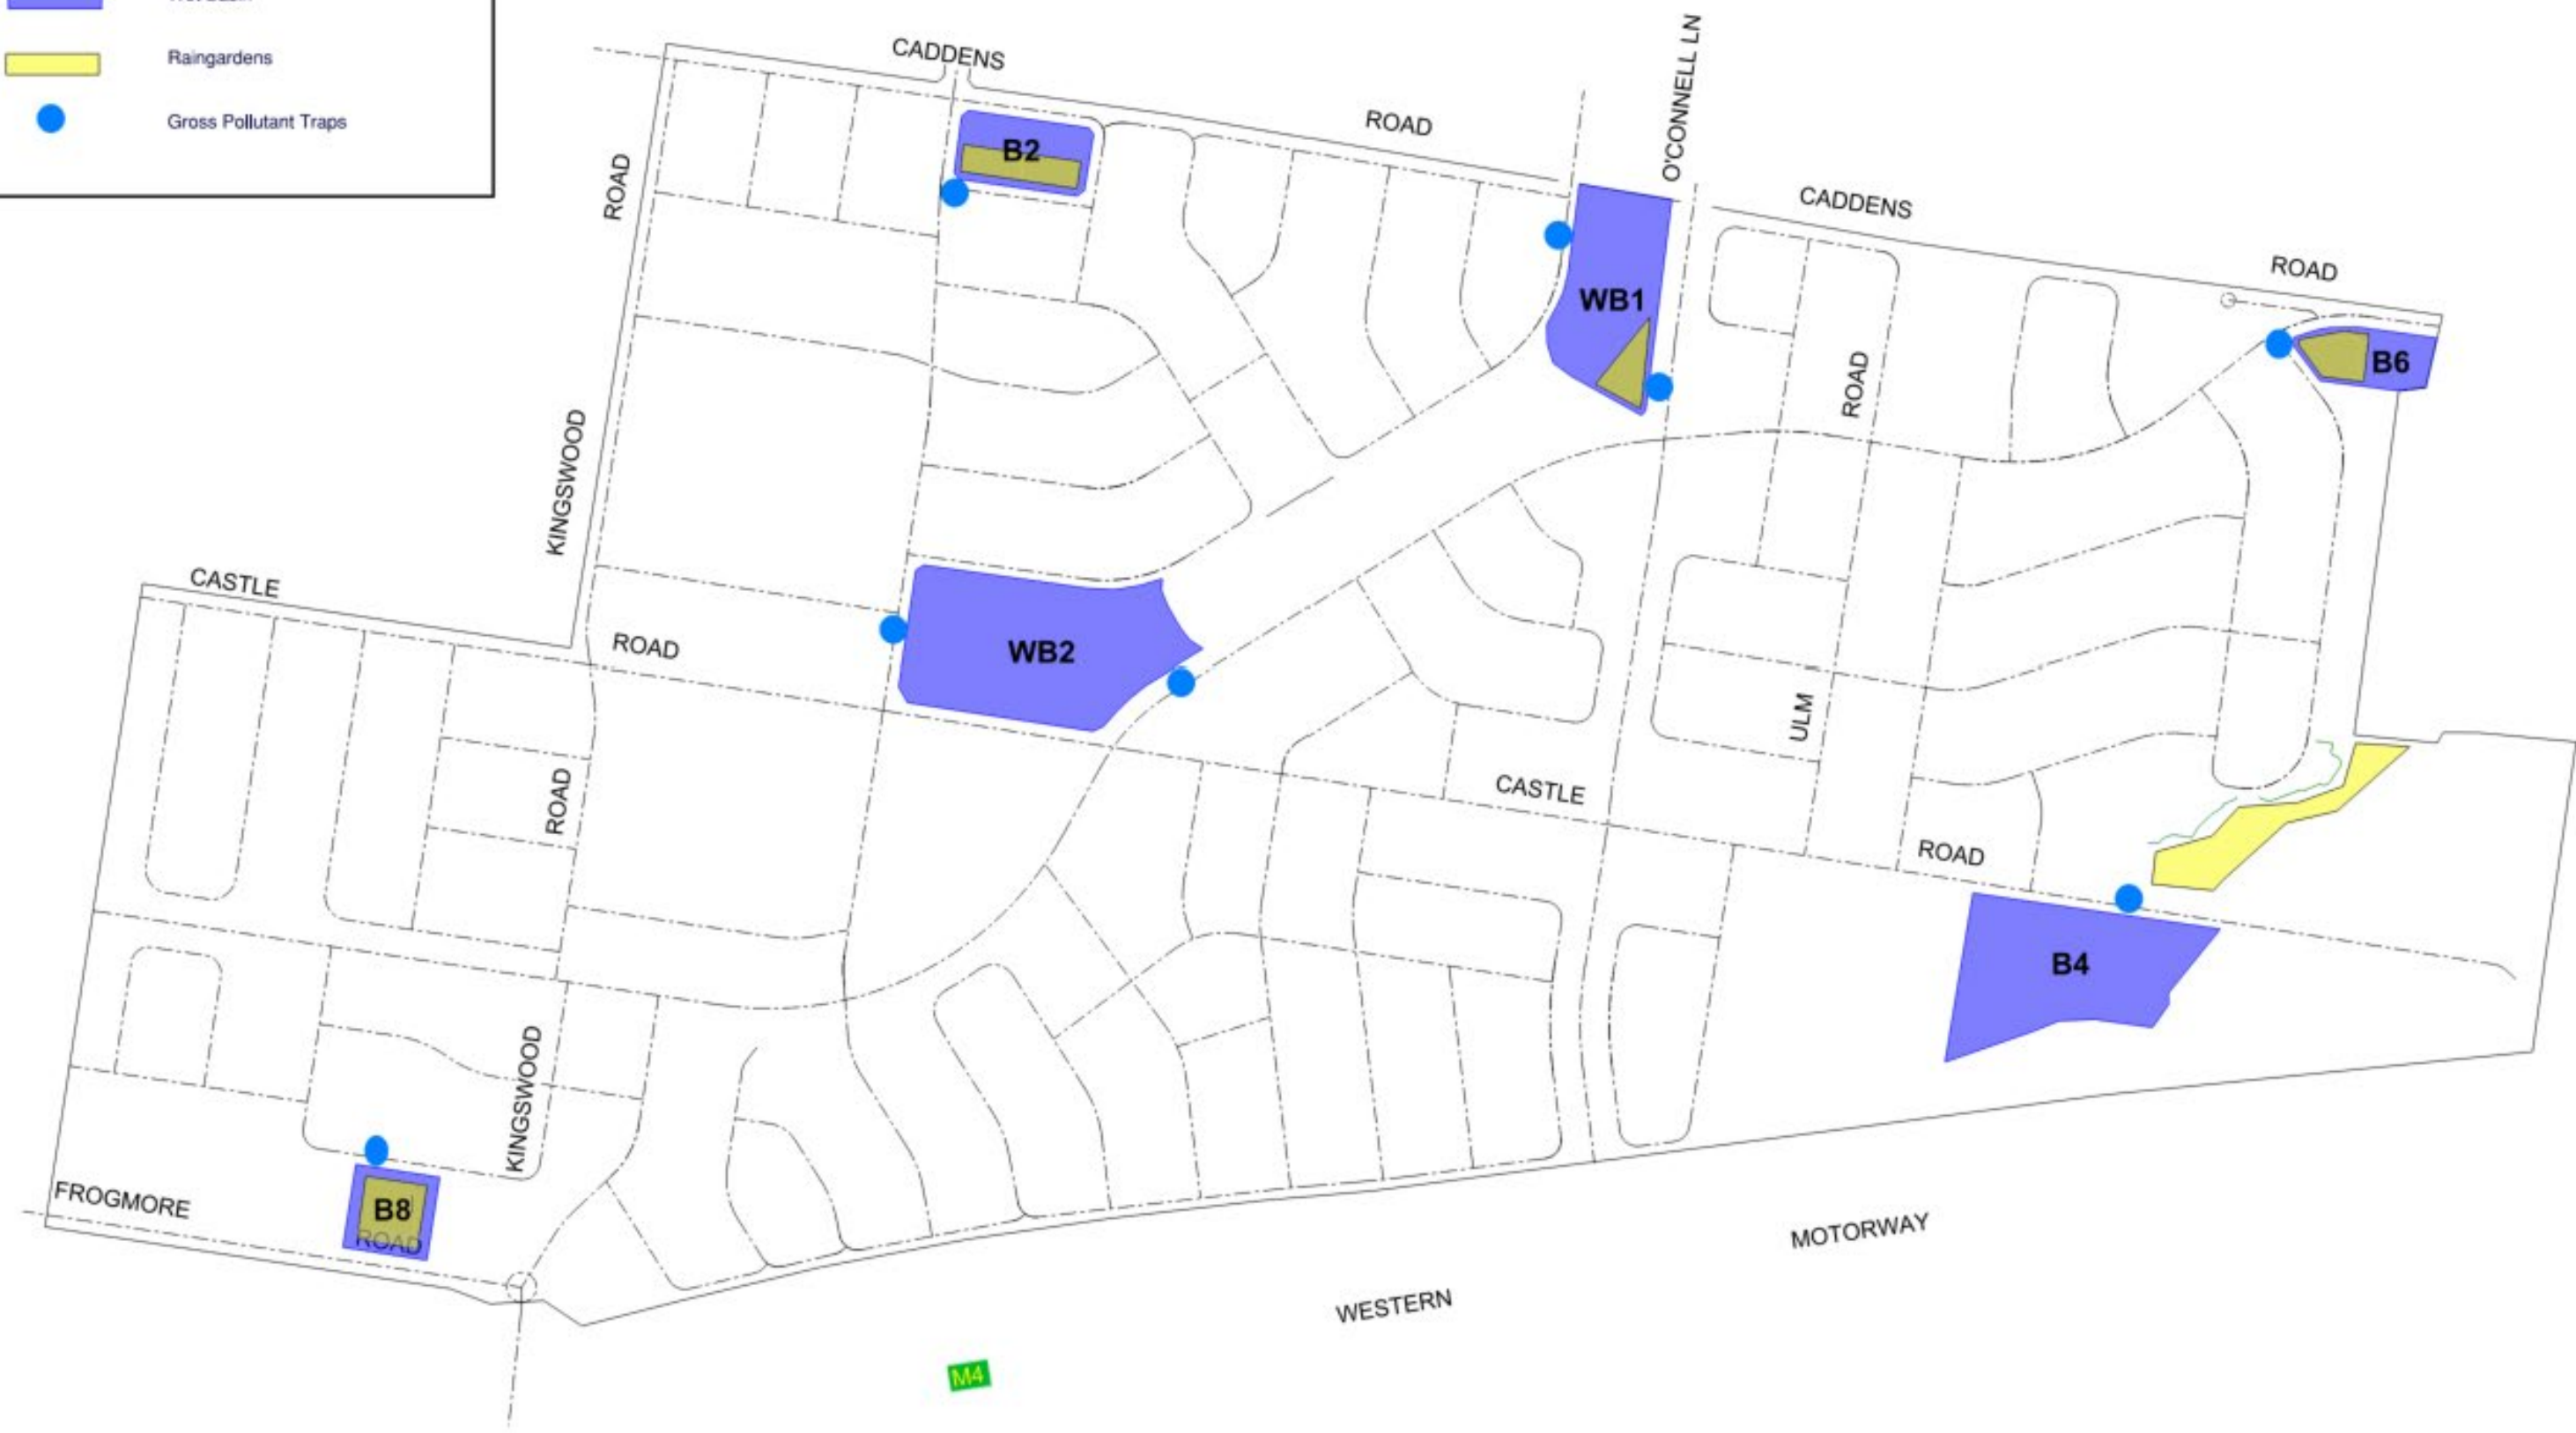 Raingardens
Gross Pollutant Traps
CADDENS
ROAD
O'CONNELL LN
CADDENS
ROAD
ROAD
KINGSWOOD
B2
WB1
B6
ROAD
ULM
CASTLE
ROAD
WB2
CASTLE
ROAD
B4
ROAD
KINGSWOOD
FROGMORE
B8
ROAD
MOTORWAY
WESTERN
M4